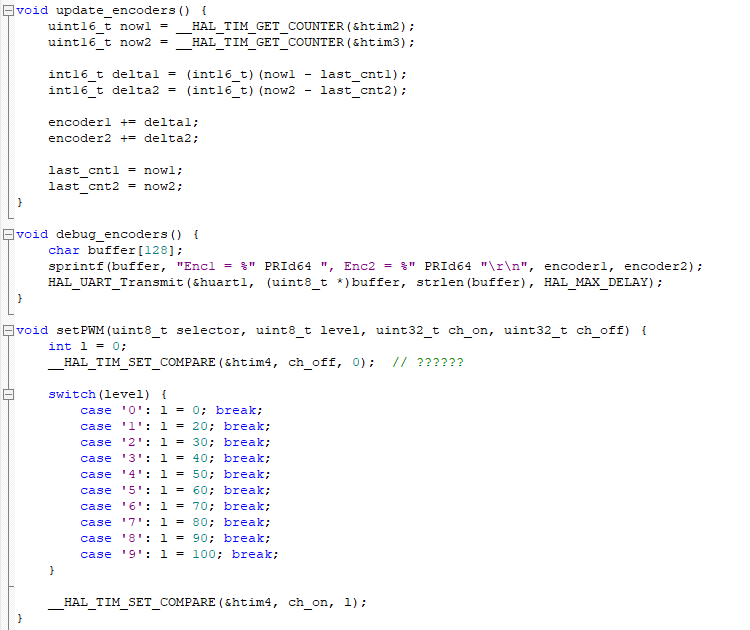 void update_encoders() {
    uint16_t now1 = __HAL_TIM_GET_COUNTER(&htim2);
    uint16_t now2 = __HAL_TIM_GET_COUNTER(&htim3);

    int16_t delta1 = (int16_t)(now1 - last_cnt1);
    int16_t delta2 = (int16_t)(now2 - last_cnt2);

    encoder1 += delta1;
    encoder2 += delta2;

    last_cnt1 = now1;
    last_cnt2 = now2;
}

void debug_encoders() {
    char buffer[128];
    sprintf(buffer, "Enc1 = %" PRId64 ", Enc2 = %" PRId64 "\r\n", encoder1, encoder2);
    HAL_UART_Transmit(&huart1, (uint8_t *)buffer, strlen(buffer), HAL_MAX_DELAY);
}

void setPWM(uint8_t selector, uint8_t level, uint32_t ch_on, uint32_t ch_off) {
    int l = 0;
    __HAL_TIM_SET_COMPARE(&htim4, ch_off, 0);  // ??????

    switch(level) {
        case '0': l = 0; break;
        case '1': l = 20; break;
        case '2': l = 30; break;
        case '3': l = 40; break;
        case '4': l = 50; break;
        case '5': l = 60; break;
        case '6': l = 70; break;
        case '7': l = 80; break;
        case '8': l = 90; break;
        case '9': l = 100; break;
    }

    __HAL_TIM_SET_COMPARE(&htim4, ch_on, l);
}